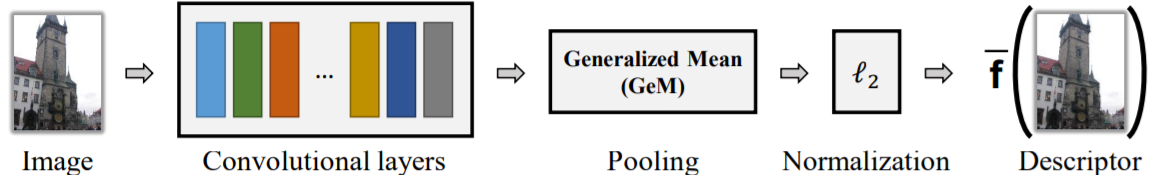 ...
Generalized Mean
(GeM)
ℓ₂
f̅
Image
Convolutional layers
Pooling
Normalization
Descriptor